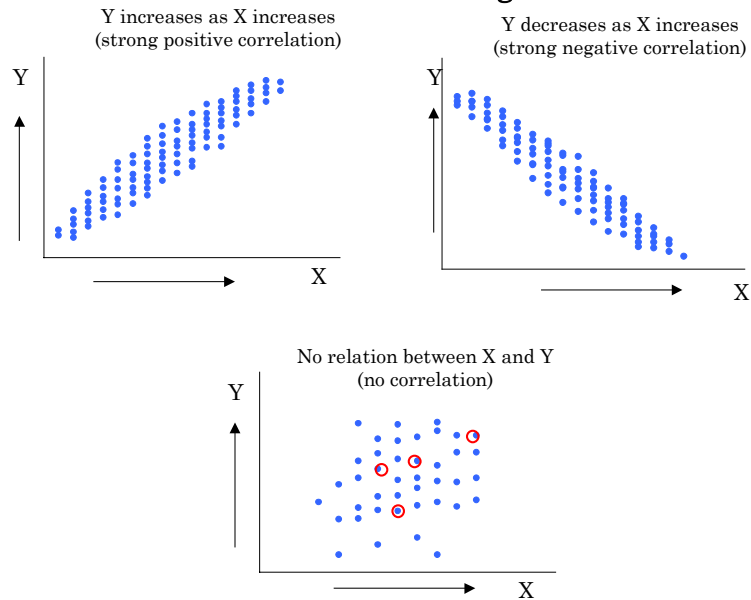 Y increases as X increases
(strong positive correlation)
Y
X
Y decreases as X increases
(strong negative correlation)
Y
X
No relation between X and Y
(no correlation)
Y
X